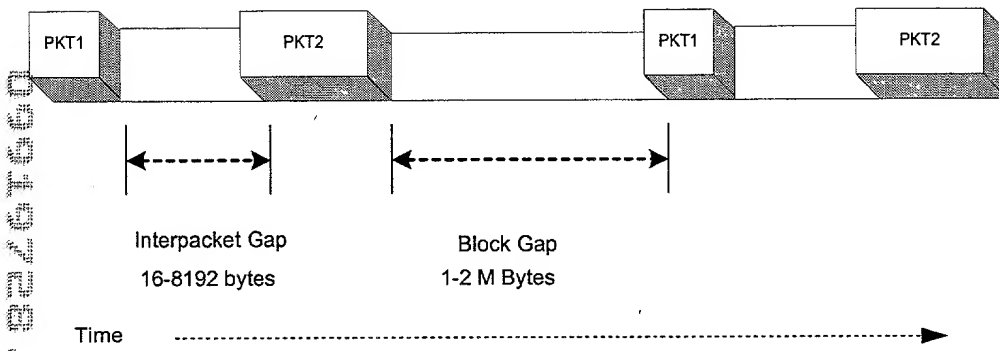 PKT1
PKT2
PKT1
PKT2
Interpacket Gap
16-8192 bytes
Block Gap
1-2 M Bytes
Time